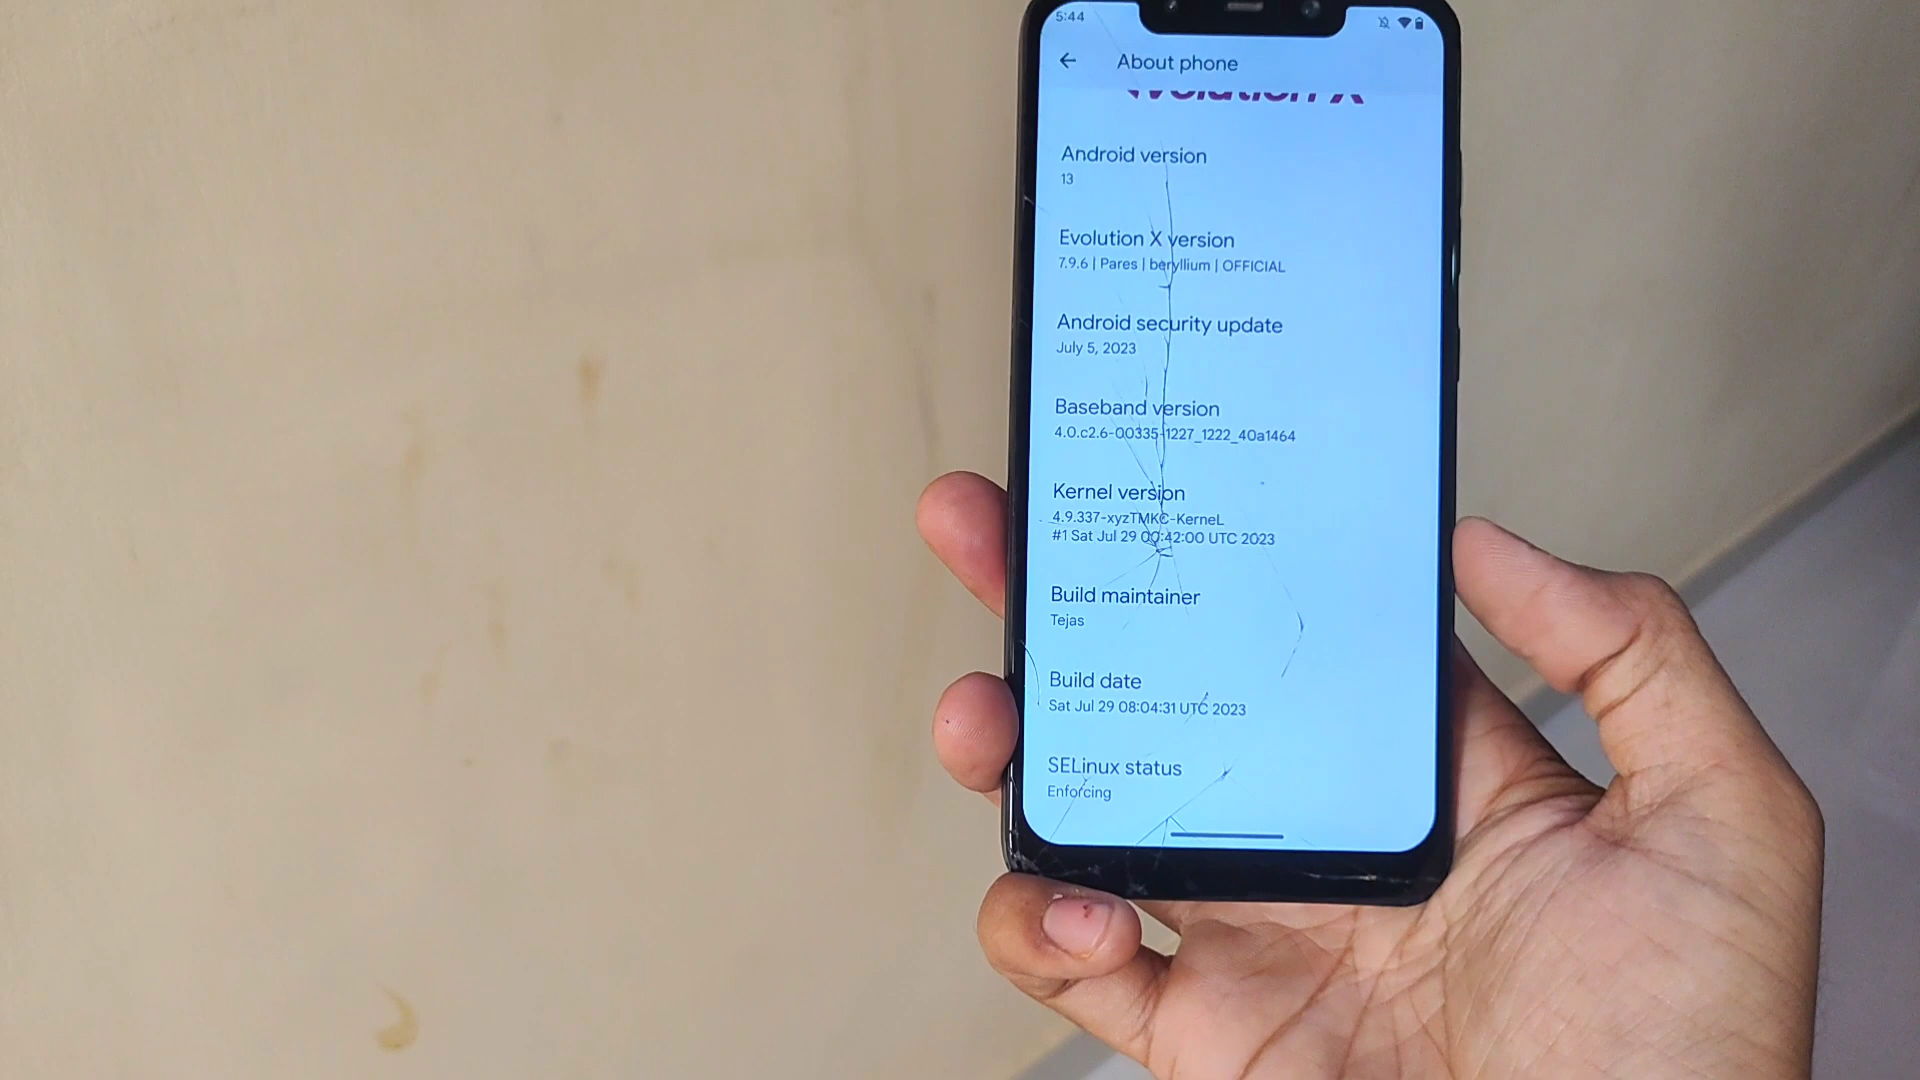 5:44
About phone
Evolution X
Android version
13
Evolution X version
7.9.6 | Pares | beryllium | OFFICIAL
Android security update
July 5, 2023
Baseband version
4.0.c2.6-00335-1227_1222_40a1464
Kernel version
4.9.337-xyzTMKC-KerneL
#1 Sat Jul 29 00:42:00 UTC 2023
Build maintainer
Tejas
Build date
Sat Jul 29 08:04:31 UTC 2023
SELinux status
Enforcing